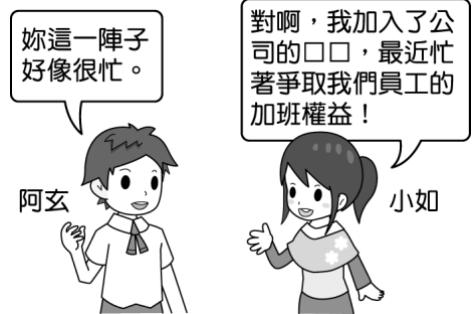 妳這一陣子
好像很忙。
對啊，我加入了公
司的□□，最近忙
著爭取我們員工的
加班權益！
阿玄
小如